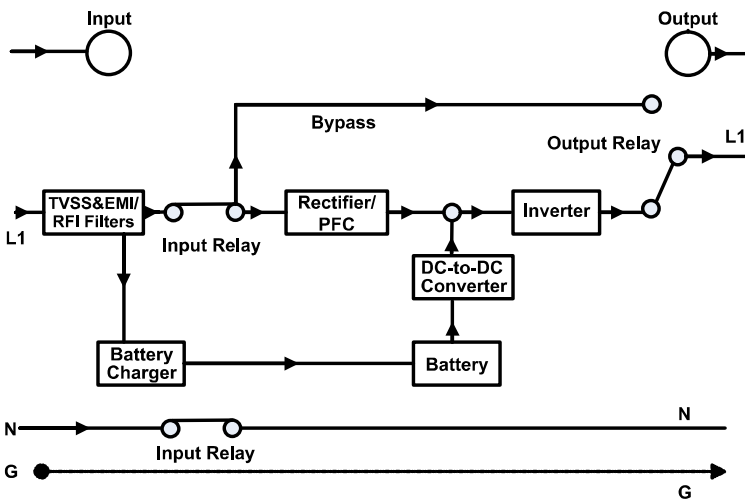 Input
Output
Bypass
Output Relay
L1
TVSS&EMI/
RFI Filters
Rectifier/
PFC
Inverter
L1
Input Relay
DC-to-DC
Converter
Battery
Charger
Battery
N
N
Input Relay
G
G